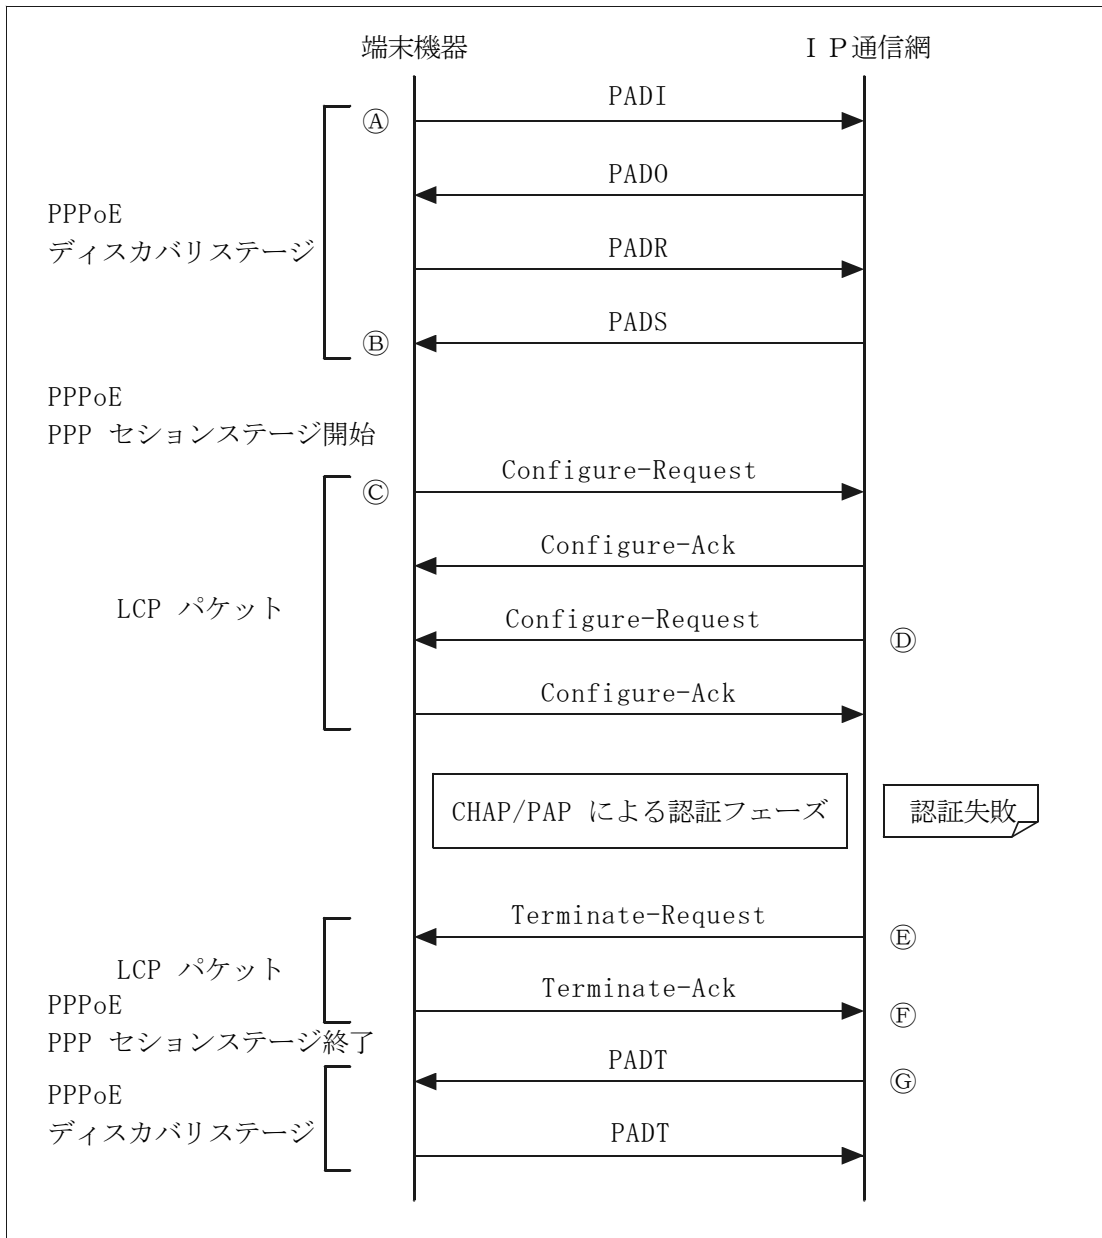 端末機器
ＩＰ通信網
PADI
Ⓐ
PADO
PPPoE
ディスカバリステージ
PADR
PADS
Ⓑ
PPPoE
PPP セションステージ開始
Configure-Request
Ⓒ
Configure-Ack
LCP パケット
Configure-Request
Ⓓ
Configure-Ack
CHAP/PAP による認証フェーズ
認証失敗
Terminate-Request
Ⓔ
LCP パケット
Terminate-Ack
Ⓕ
PPPoE
PPP セションステージ終了
PADT
Ⓖ
PPPoE
ディスカバリステージ
PADT